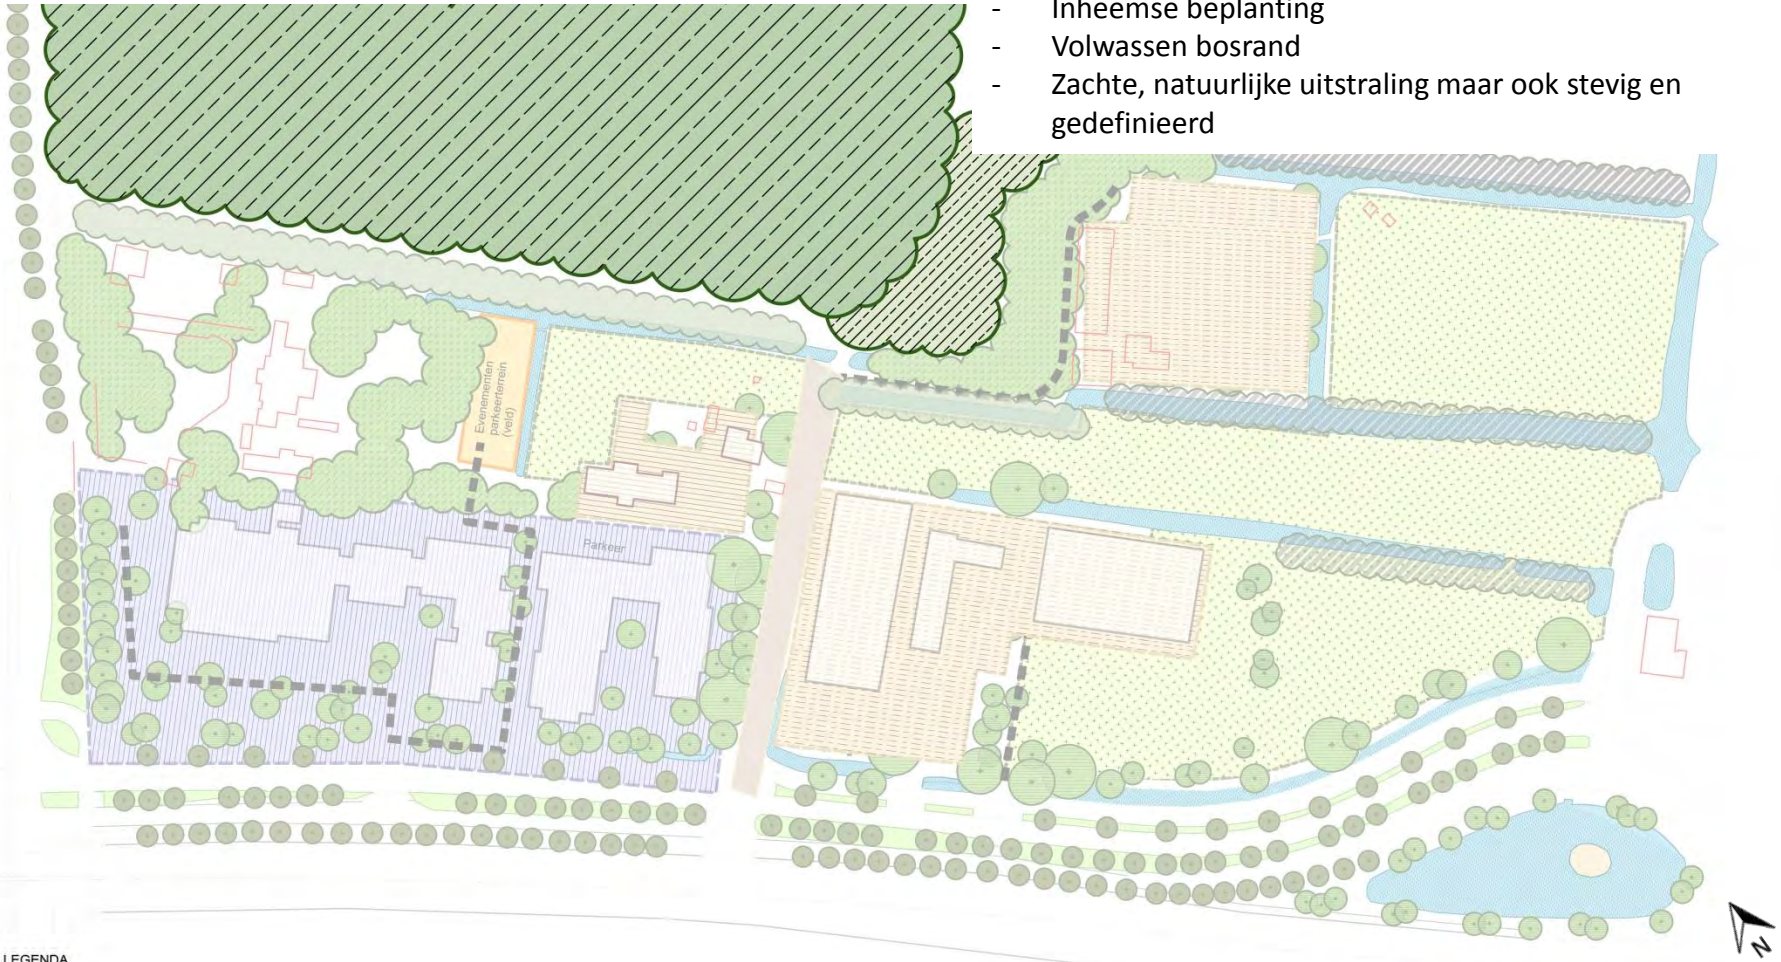 - Inheemse beplanting
- Volwassen bosrand
- Zachte, natuurlijke uitstraling maar ook stevig en
gedefinieerd
Evenementen
parkeerterrein
(veld)
Parkeer
N
LEGENDA